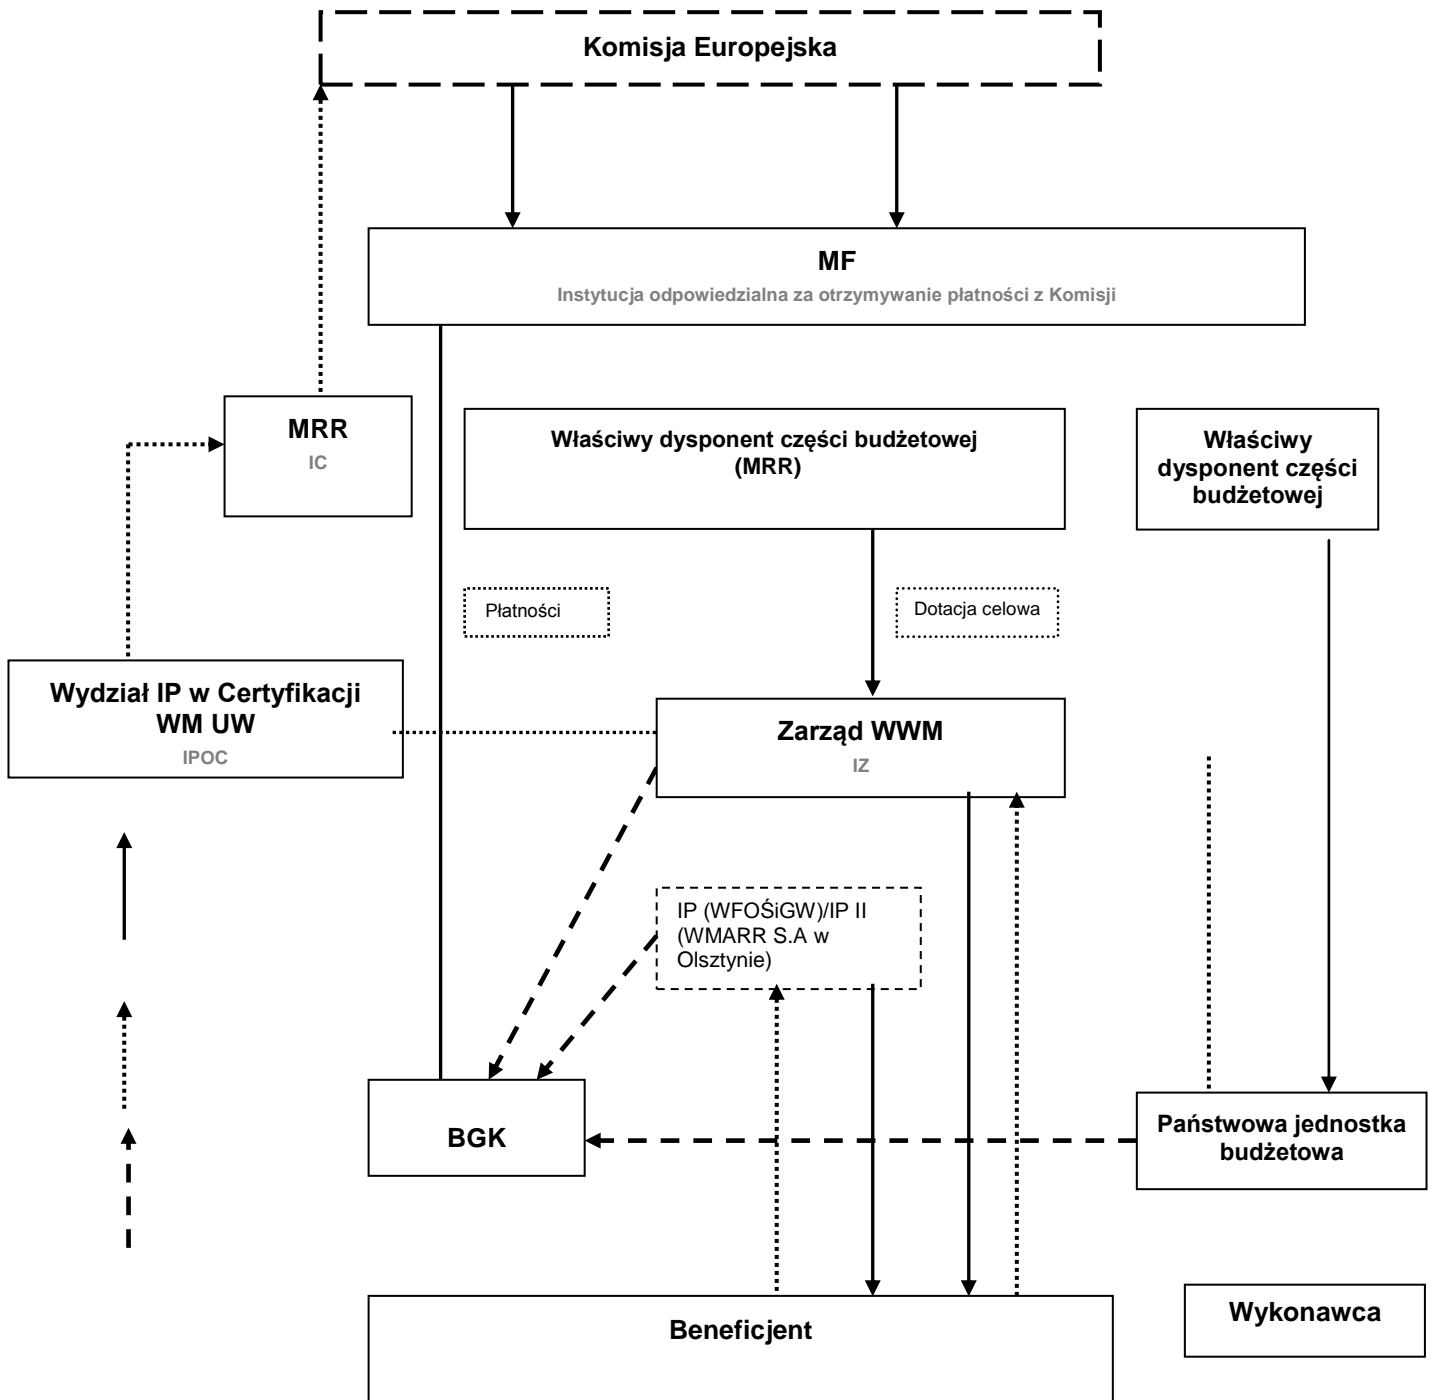 Komisja Europejska
MF
Instytucja odpowiedzialna za otrzymywanie płatności z Komisji
MRR
IC
Właściwy dysponent części budżetowej
(MRR)
Właściwy
dysponent części
budżetowej
Płatności
Dotacja celowa
Wydział IP w Certyfikacji
WM UW
IPOC
Zarząd WWM
IZ
IP (WFOŚiGW)/IP II
(WMARR S.A w
Olsztynie)
BGK
Państwowa jednostka
budżetowa
Beneficjent
Wykonawca